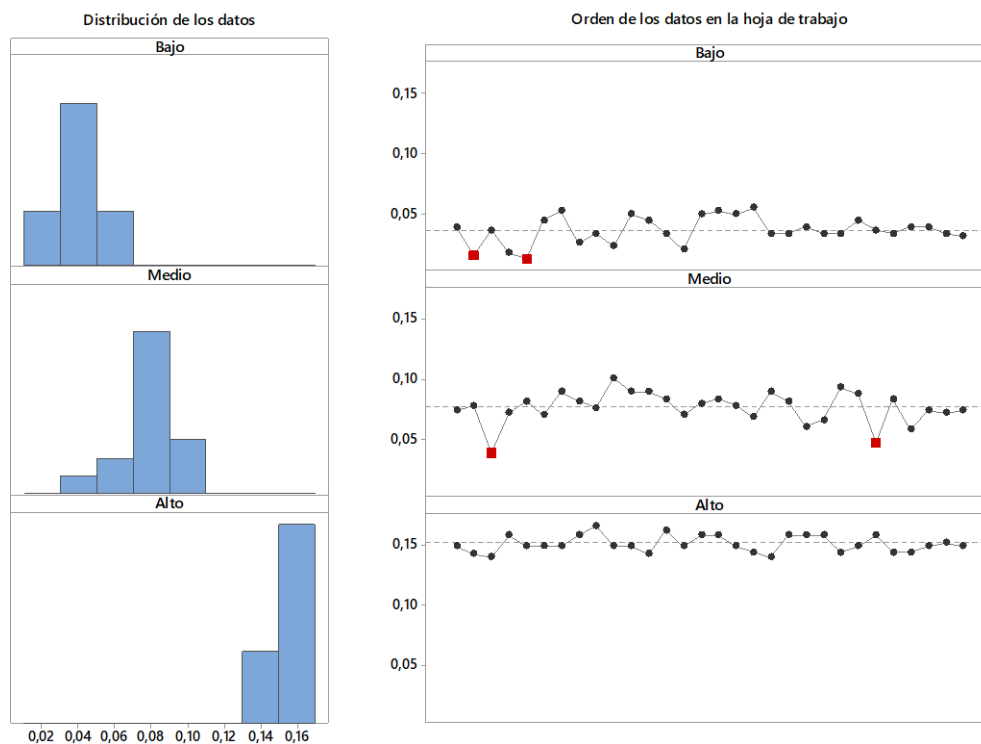 Distribución de los datos
Bajo
Medio
Alto
0,02 0,04 0,06 0,08 0,10 0,12 0,14 0,16
Orden de los datos en la hoja de trabajo
Bajo
0,15
0,10
0,05
Medio
0,15
0,10
0,05
Alto
0,15
0,10
0,05